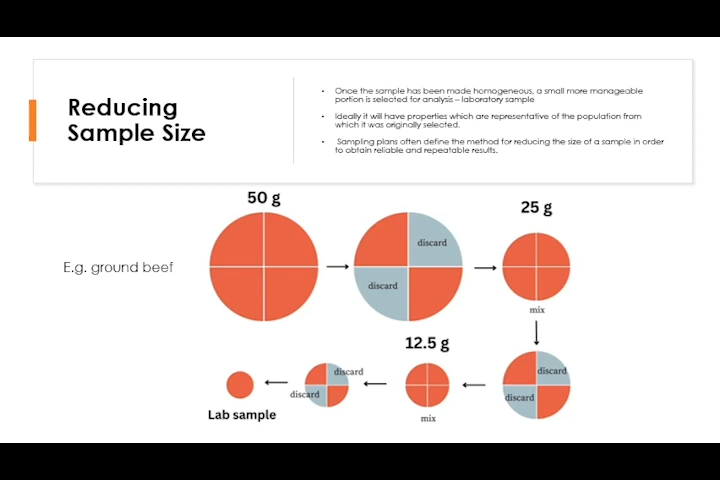 Reducing
Sample Size
• Once the sample has been made homogeneous, a small more manageable
portion is selected for analysis – laboratory sample
• Ideally it will have properties which are representative of the population from
which it was originally selected.
• Sampling plans often define the method for reducing the size of a sample in order
to obtain reliable and repeatable results.
50 g
25 g
discard
E.g. ground beef
discard
mix
12.5 g
discard
discard
discard
discard
Lab sample
mix